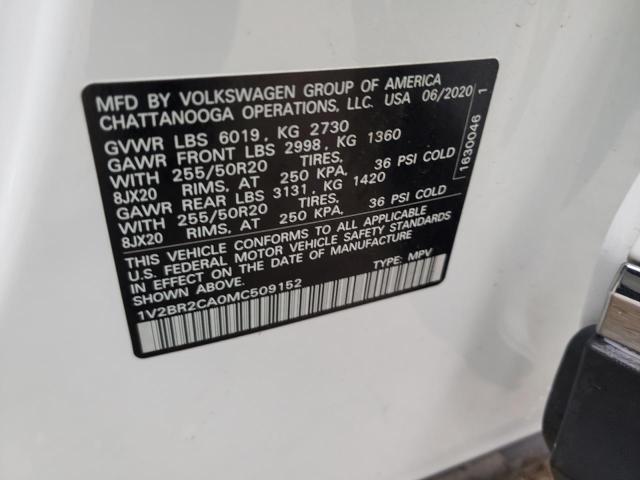 MFD BY VOLKSWAGEN GROUP OF AMERICA
CHATTANOOGA OPERATIONS, LLC. USA 06/2020
GVWR LBS 6019, KG 2730
GAWR FRONT LBS 2998, KG 1360
WITH 255/50R20 TIRES,
8JX20 RIMS, AT 250 KPA, 36 PSI COLD
GAWR REAR LBS 3131, KG 1420
WITH 255/50R20 TIRES,
8JX20 RIMS, AT 250 KPA, 36 PSI COLD
THIS VEHICLE CONFORMS TO ALL APPLICABLE
U.S. FEDERAL MOTOR VEHICLE SAFETY STANDARDS
IN EFFECT ON THE DATE OF MANUFACTURE
SHOWN ABOVE. TYPE: MPV
1V2BR2CA0MC509152
1630046 1